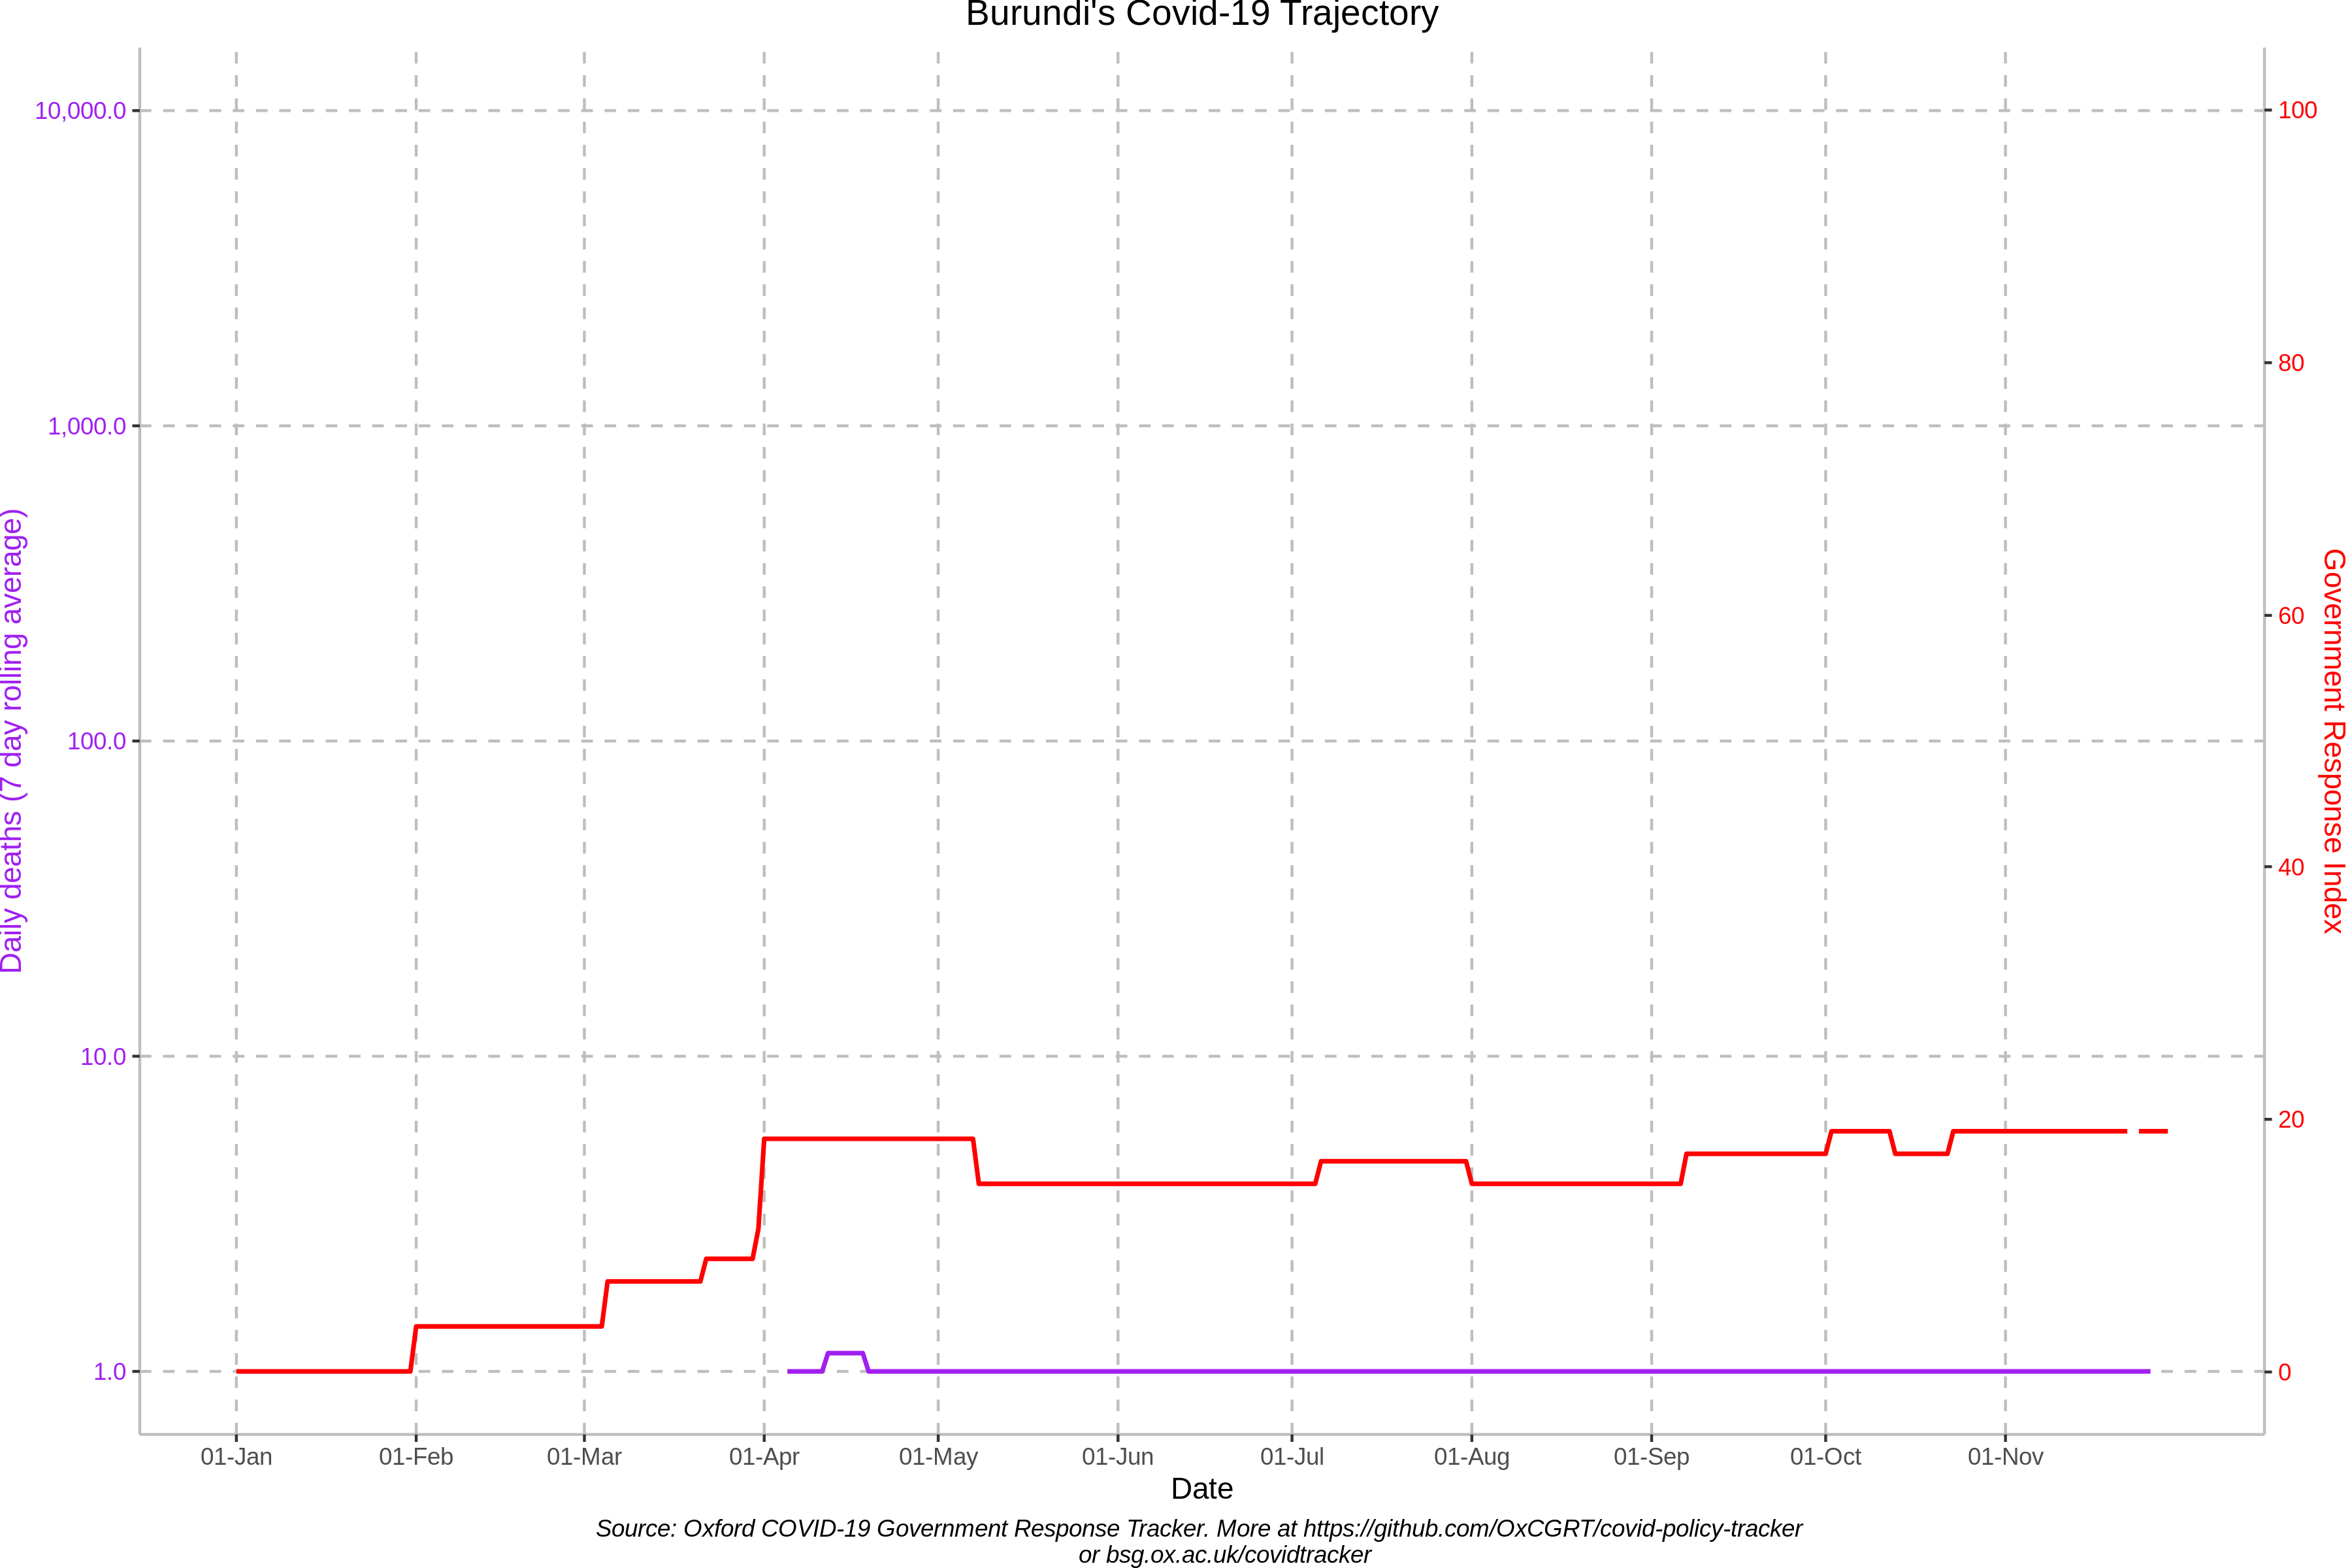 Burundi's Covid-19 Trajectory
10,000.0
1,000.0
100.0
10.0
1.0
Daily deaths (7 day rolling average)
100
80
60
40
20
0
Government Response Index
01-Jan 01-Feb 01-Mar 01-Apr 01-May 01-Jun 01-Jul 01-Aug 01-Sep 01-Oct 01-Nov
Date
Source: Oxford COVID-19 Government Response Tracker. More at https://github.com/OxCGRT/covid-policy-tracker
or bsg.ox.ac.uk/covidtracker